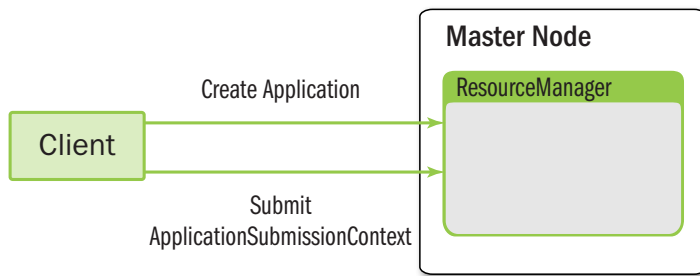 Master Node
Create Application
ResourceManager
Client
Submit
ApplicationSubmissionContext